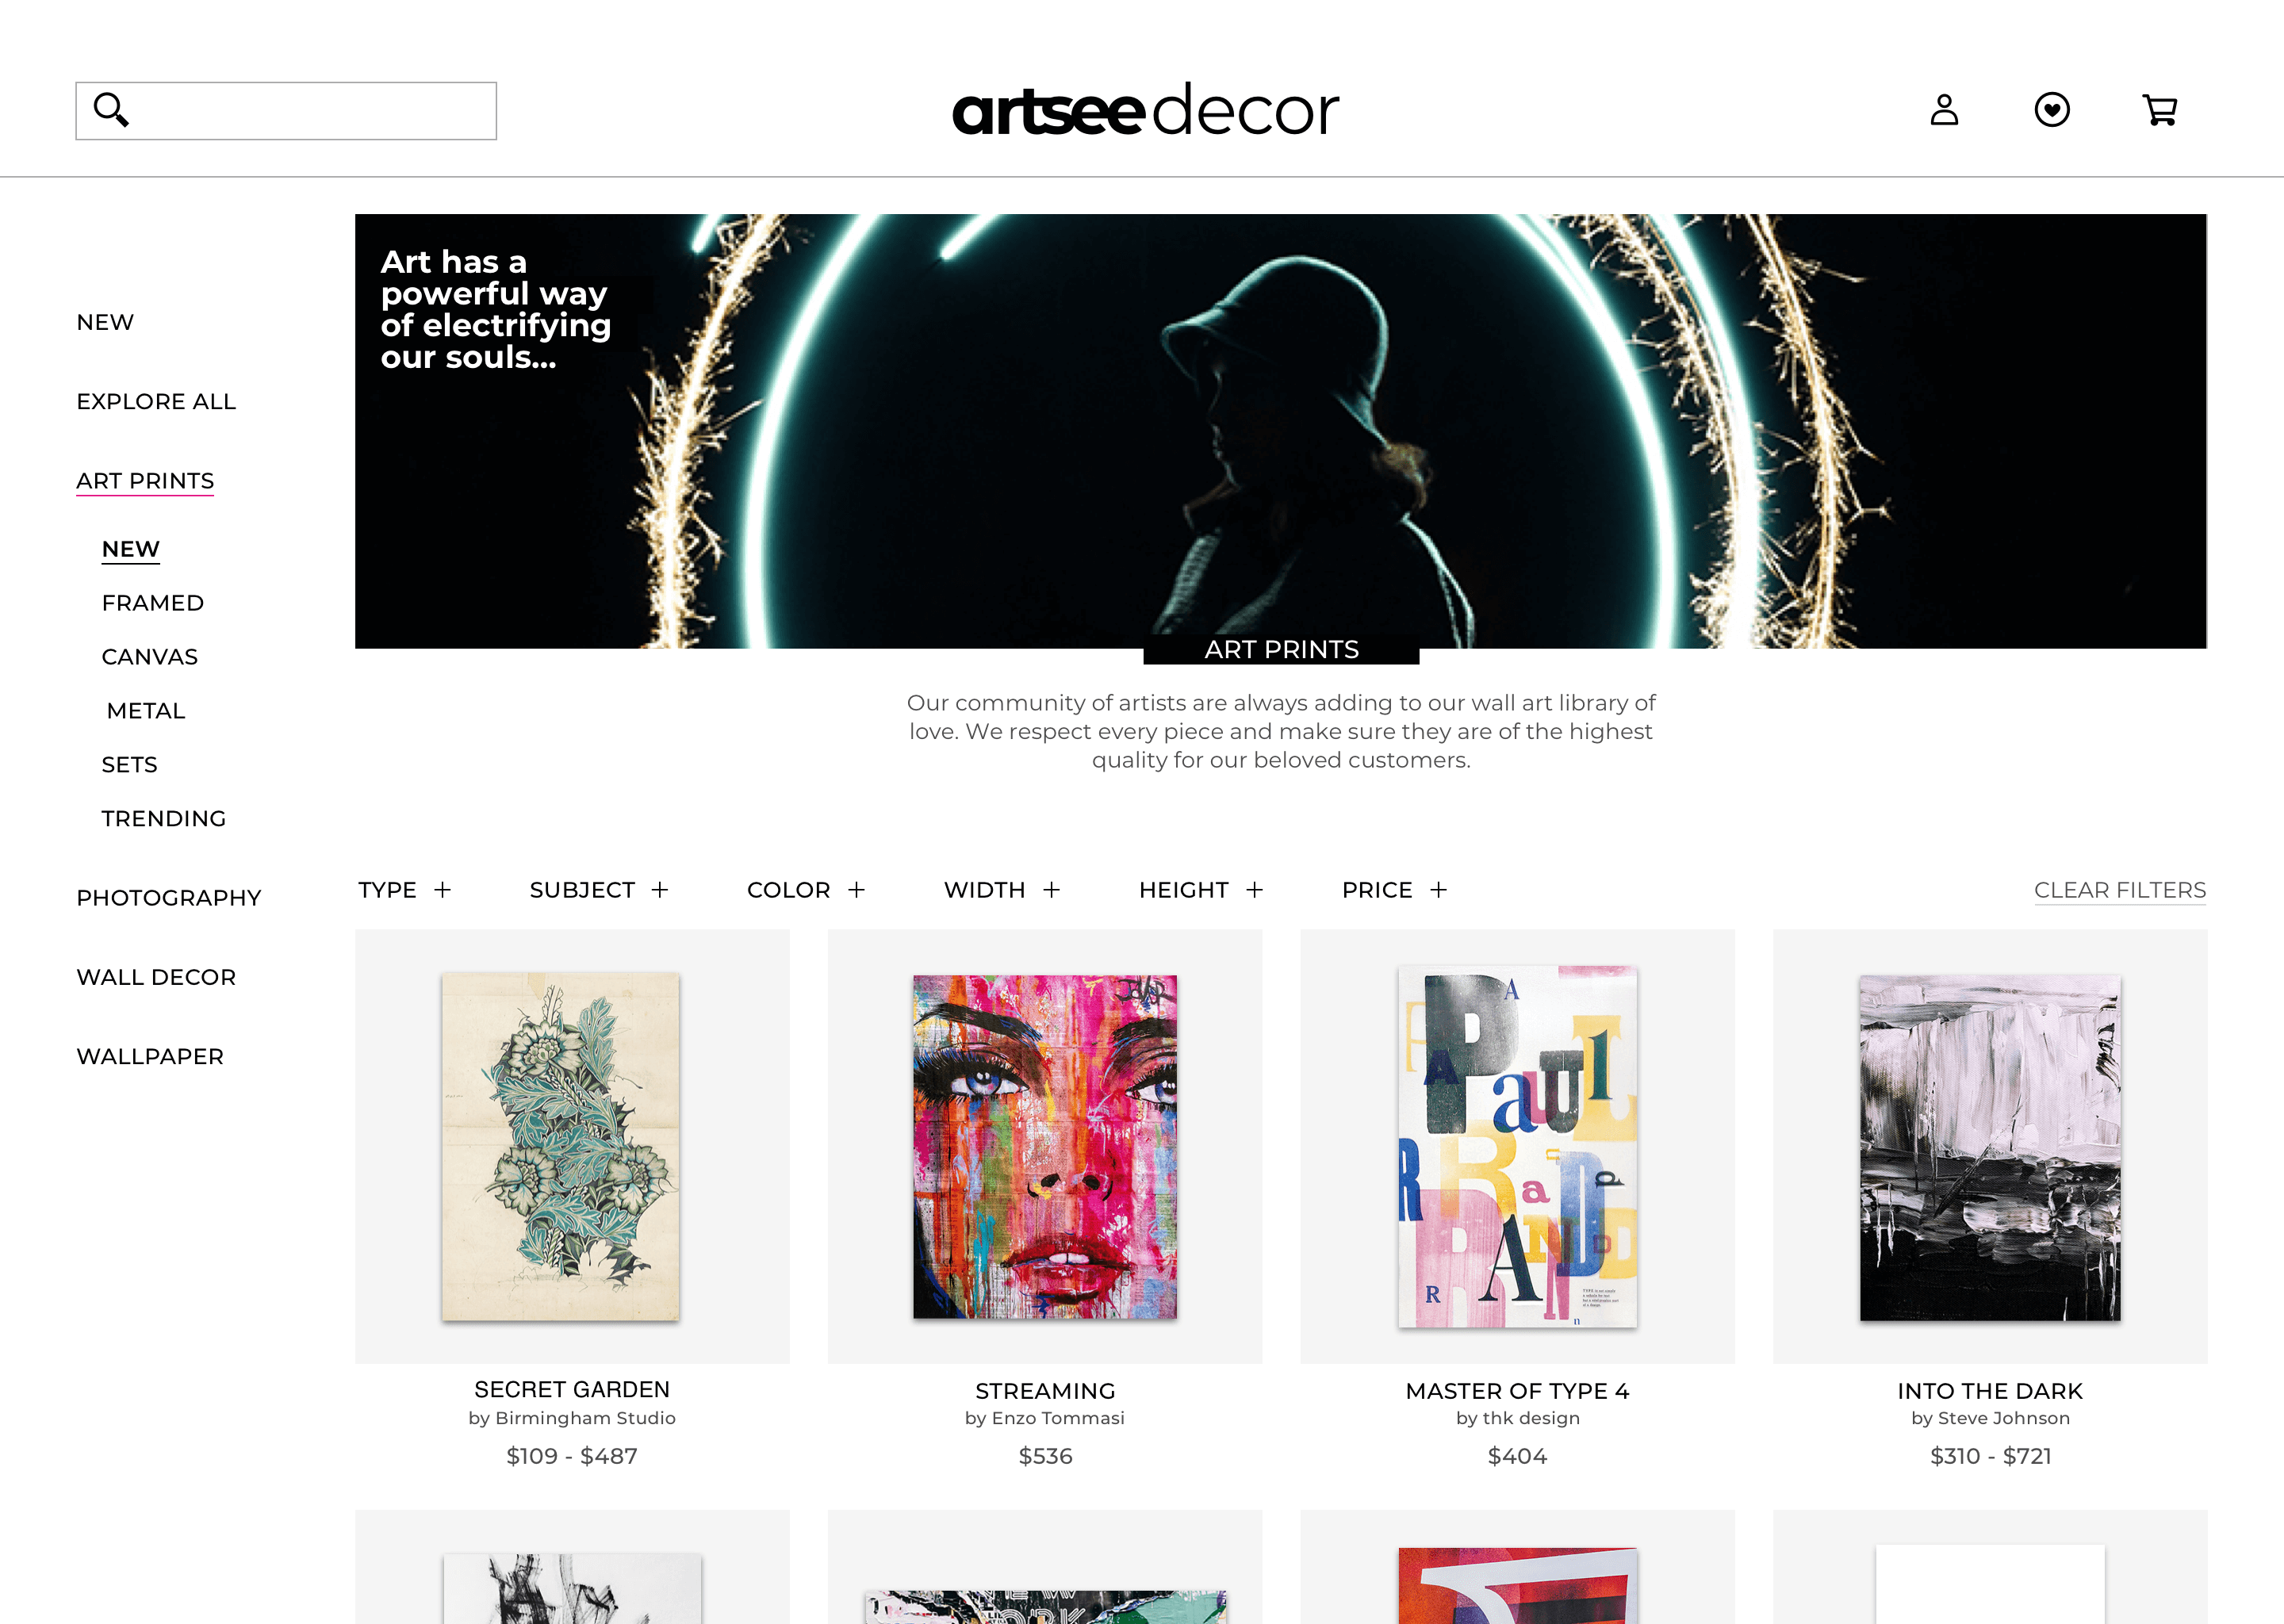 artsee decor
Art has a
powerful way
of electrifying
our souls...
NEW
EXPLORE ALL
ART PRINTS
NEW
FRAMED
CANVAS
METAL
SETS
TRENDING
PHOTOGRAPHY
WALL DECOR
WALLPAPER
ART PRINTS
Our community of artists are always adding to our wall art library of
love. We respect every piece and make sure they are of the highest
quality for our beloved customers.
TYPE + SUBJECT + COLOR + WIDTH + HEIGHT + PRICE + CLEAR FILTERS
A
PAUL
RRanD
RAND
R
n
SECRET GARDEN
by Birmingham Studio
$109 - $487
STREAMING
by Enzo Tommasi
$536
MASTER OF TYPE 4
by thk design
$404
INTO THE DARK
by Steve Johnson
$310 - $721